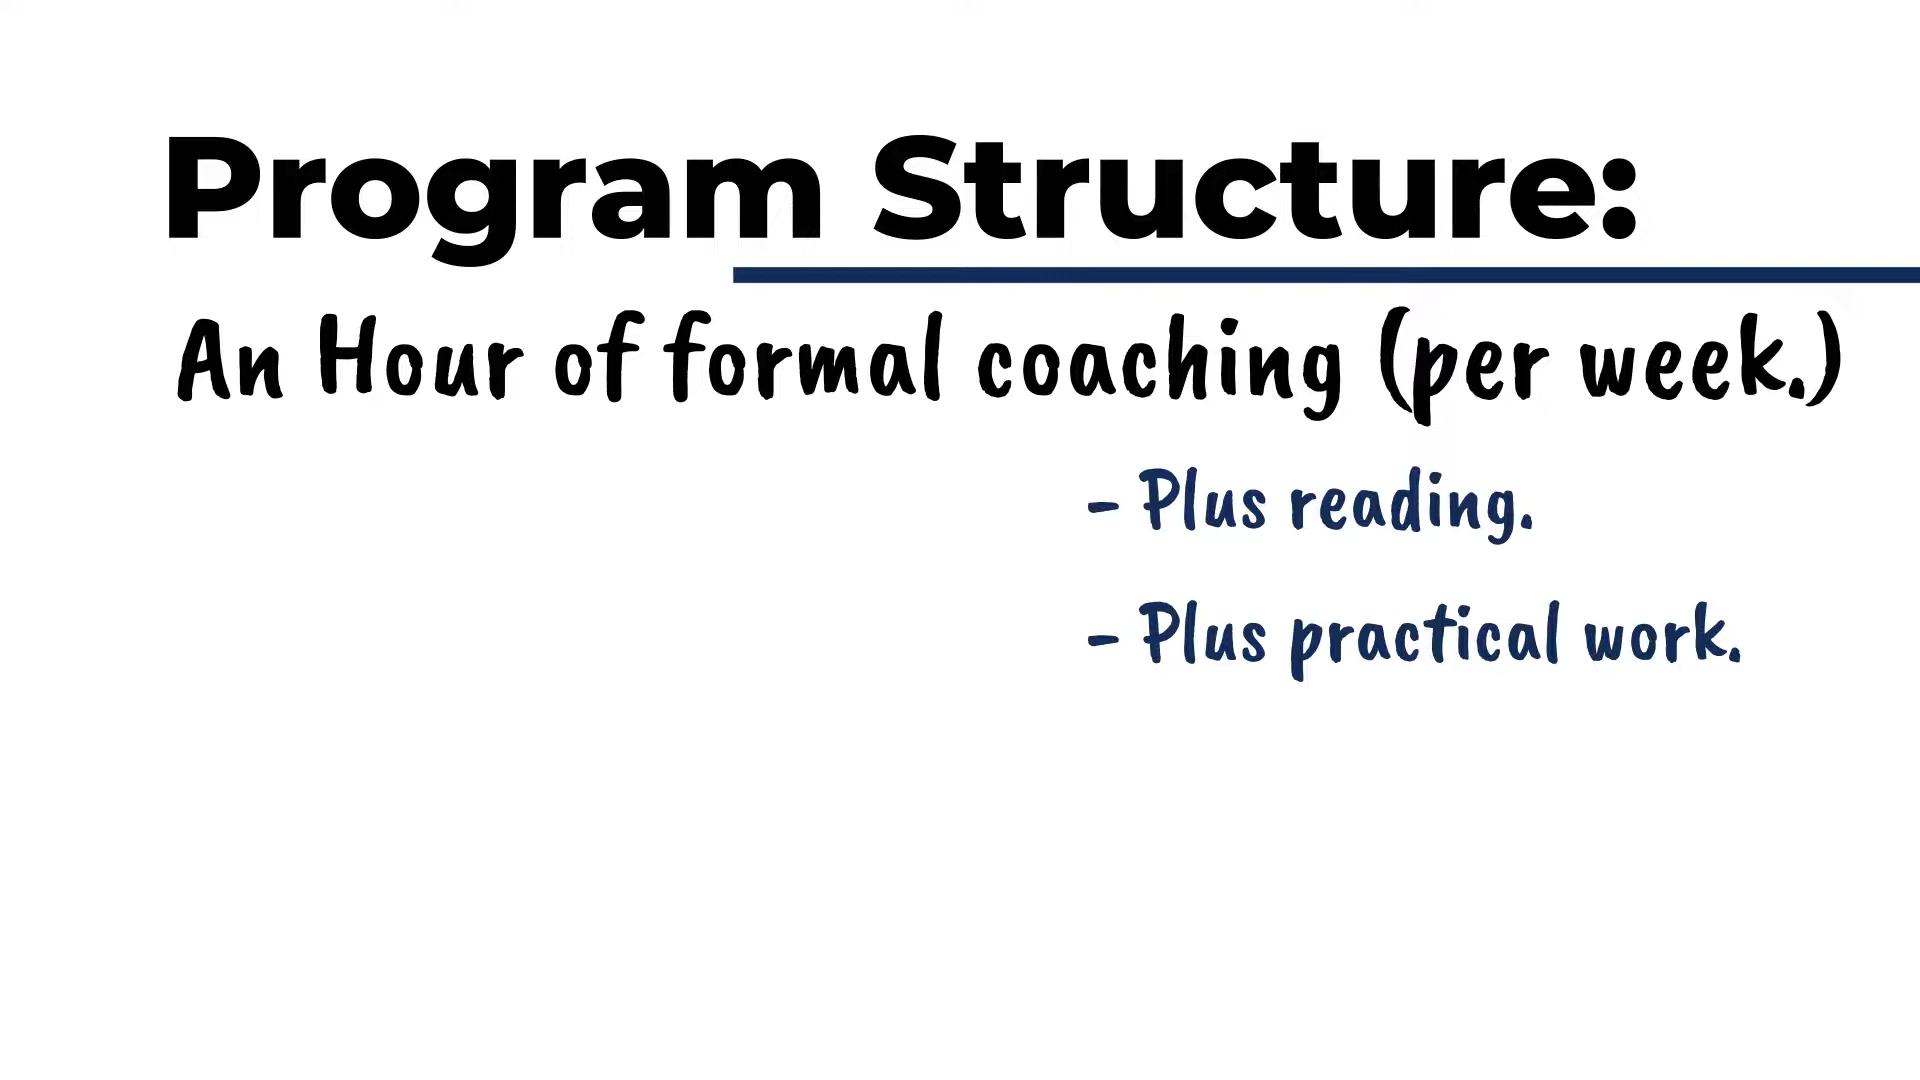 Program Structure:
An Hour of formal coaching (per week.)
- Plus reading.
- Plus practical work.